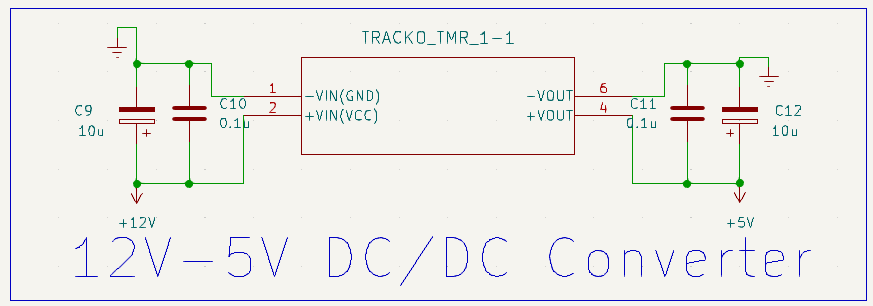 TRACKO_TMR_1-1
C9
10u
+
C10
0.1u
1
-VIN(GND)
2
+VIN(VCC)
-VOUT
6
+VOUT
4
C11
0.1u
C12
10u
+
+12V
+5V
12V-5V DC/DC Converter